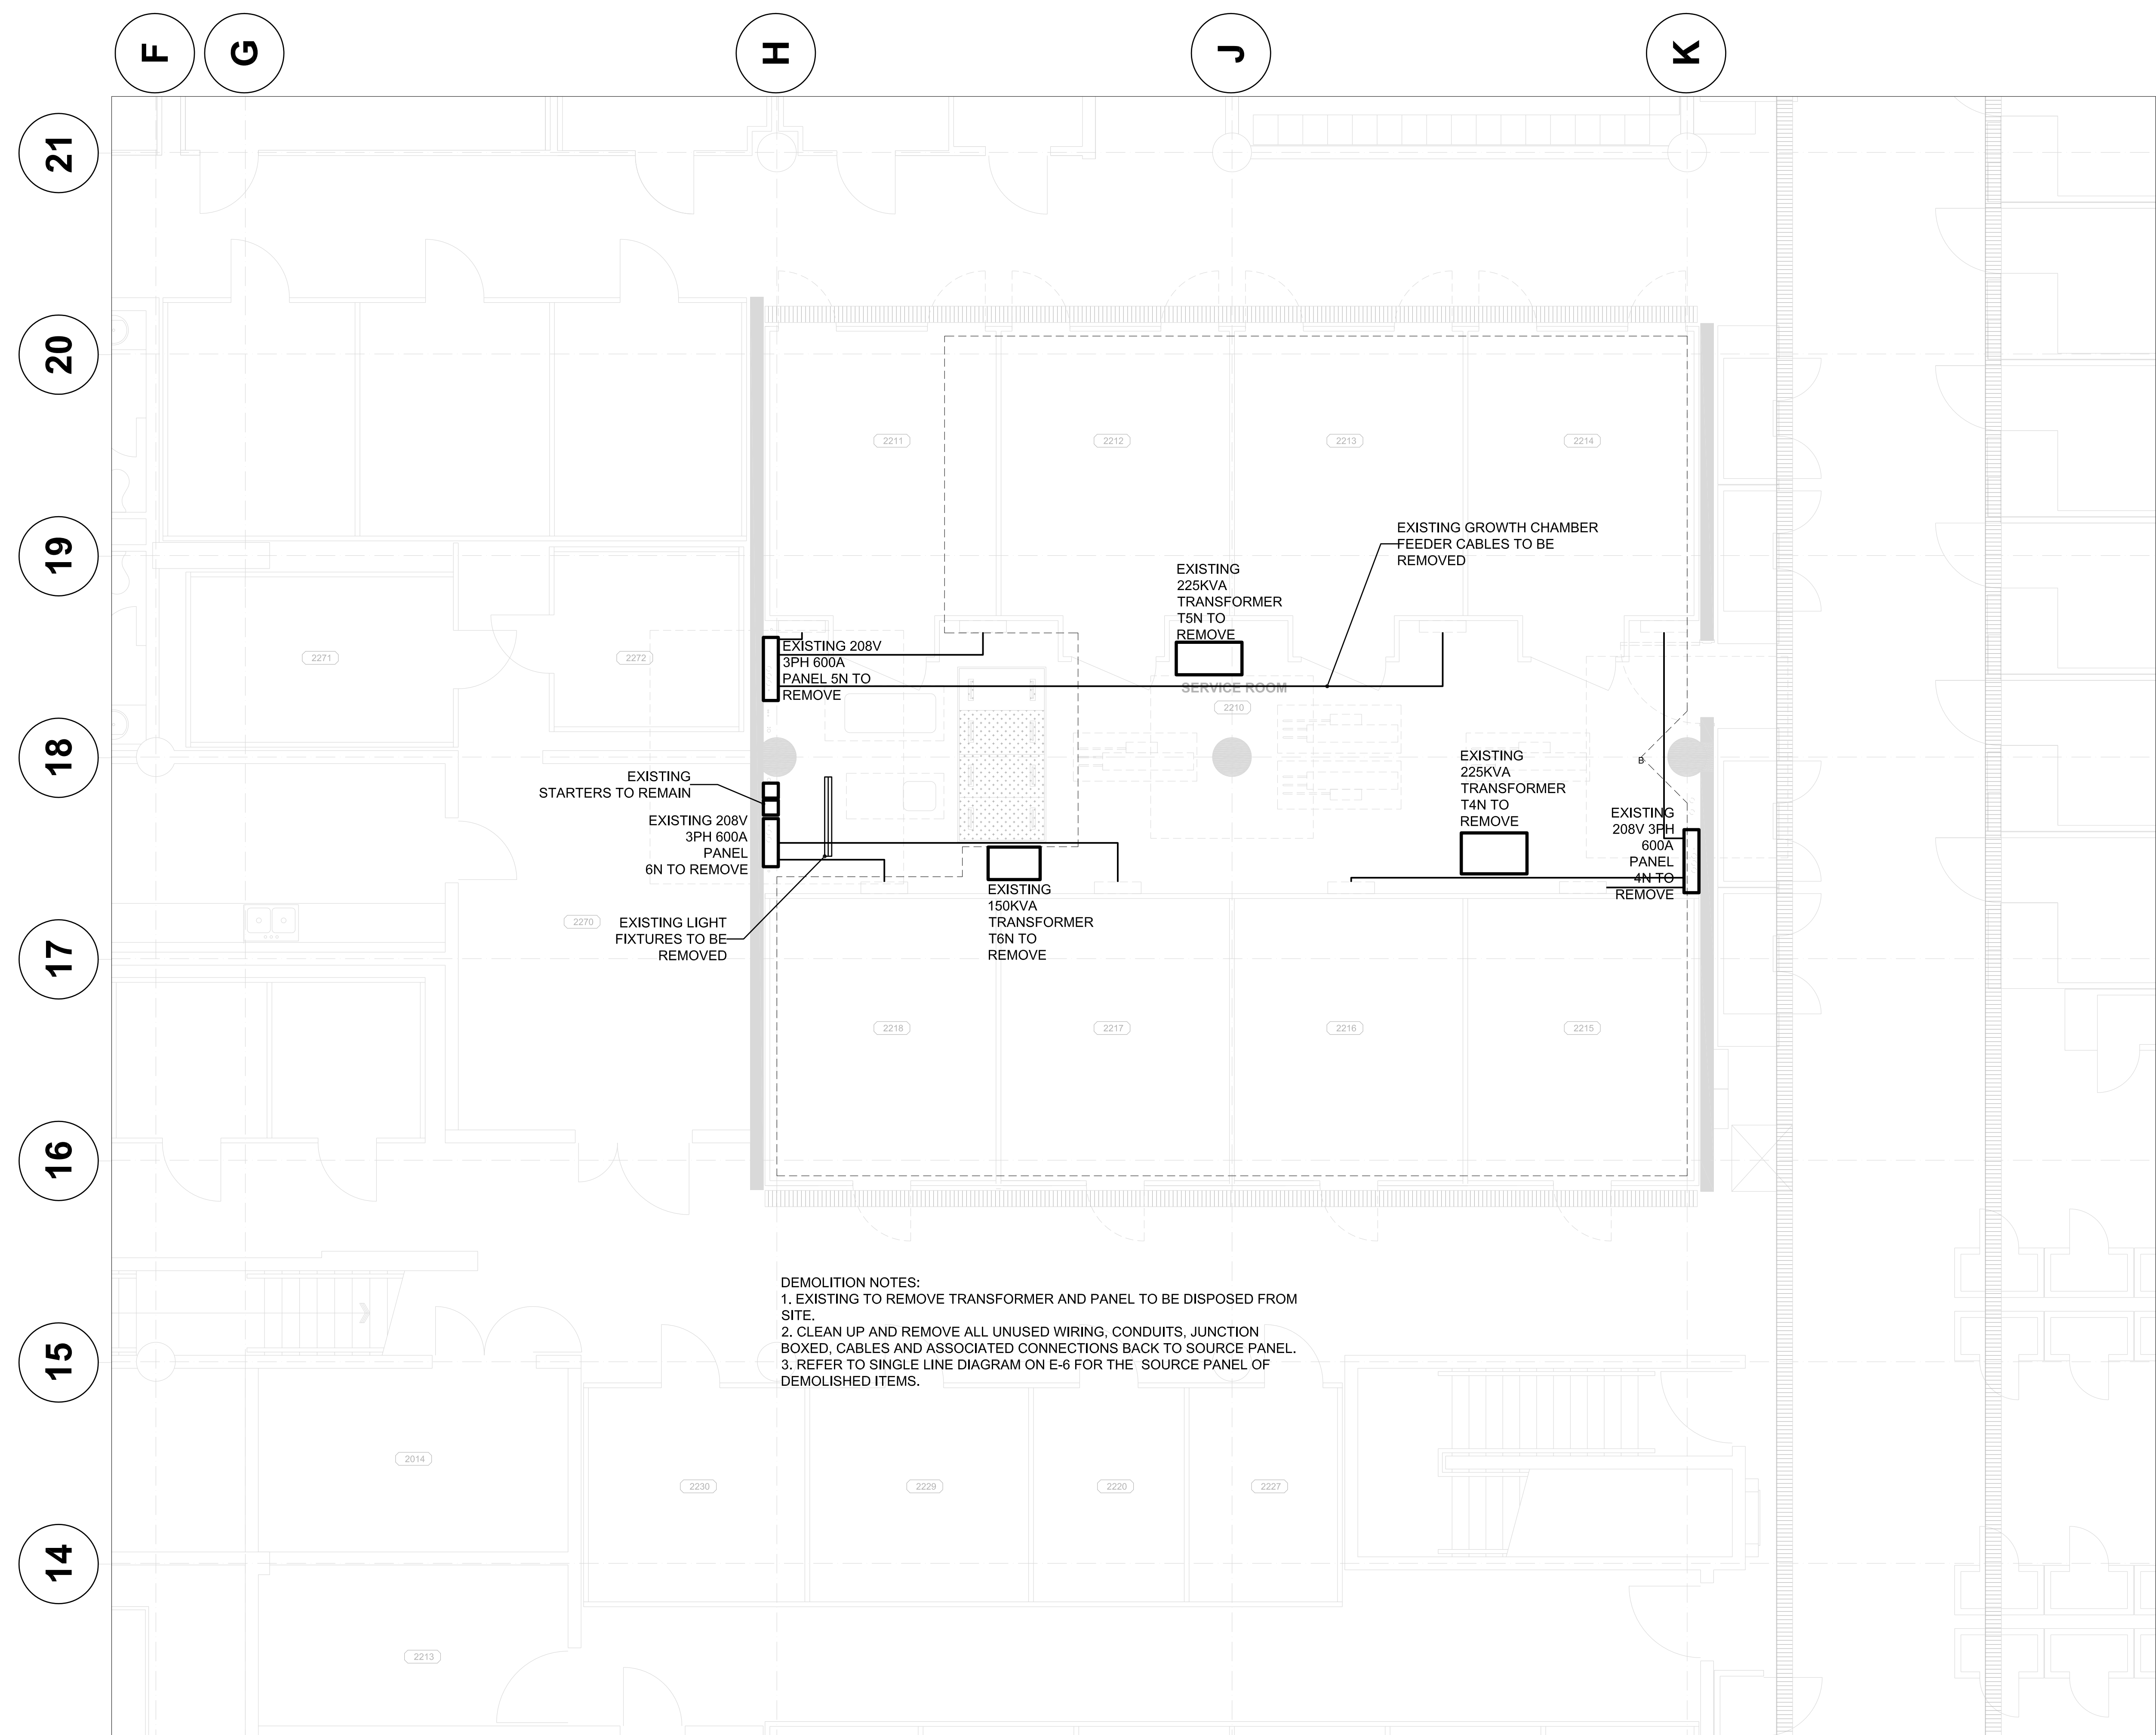 F
G
H
J
K
21
20
19
18
17
16
15
14
2211
2212
2213
2214
EXISTING GROWTH CHAMBER
FEEDER CABLES TO BE
REMOVED
EXISTING
225KVA
TRANSFORMER
T5N TO
REMOVE
EXISTING 208V
3PH 600A
PANEL 5N TO
REMOVE
2271
2272
SERVICE ROOM
2210
EXISTING
STARTERS TO REMAIN
EXISTING 208V
3PH 600A
PANEL
6N TO REMOVE
EXISTING
225KVA
TRANSFORMER
T4N TO
REMOVE
B
EXISTING
208V 3PH
600A
PANEL
4N TO
REMOVE
EXISTING
150KVA
TRANSFORMER
T6N TO
REMOVE
2270
EXISTING LIGHT
FIXTURES TO BE
REMOVED
2218
2217
2216
2215
DEMOLITION NOTES:
1. EXISTING TO REMOVE TRANSFORMER AND PANEL TO BE DISPOSED FROM
SITE.
2. CLEAN UP AND REMOVE ALL UNUSED WIRING, CONDUITS, JUNCTION
BOXED, CABLES AND ASSOCIATED CONNECTIONS BACK TO SOURCE PANEL.
3. REFER TO SINGLE LINE DIAGRAM ON E-6 FOR THE SOURCE PANEL OF
DEMOLISHED ITEMS.
2014
2230
2229
2220
2227
2213